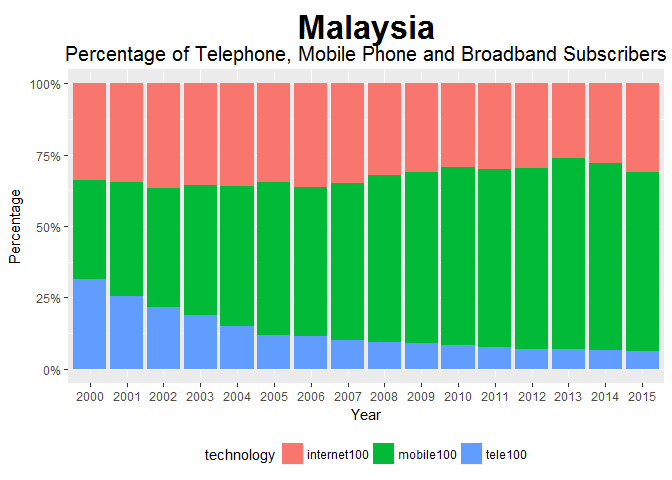 Malaysia
Percentage of Telephone, Mobile Phone and Broadband Subscribers
100%
75%
50%
25%
0%
Percentage
2000 2001 2002 2003 2004 2005 2006 2007 2008 2009 2010 2011 2012 2013 2014 2015
Year
technology internet100 mobile100 tele100